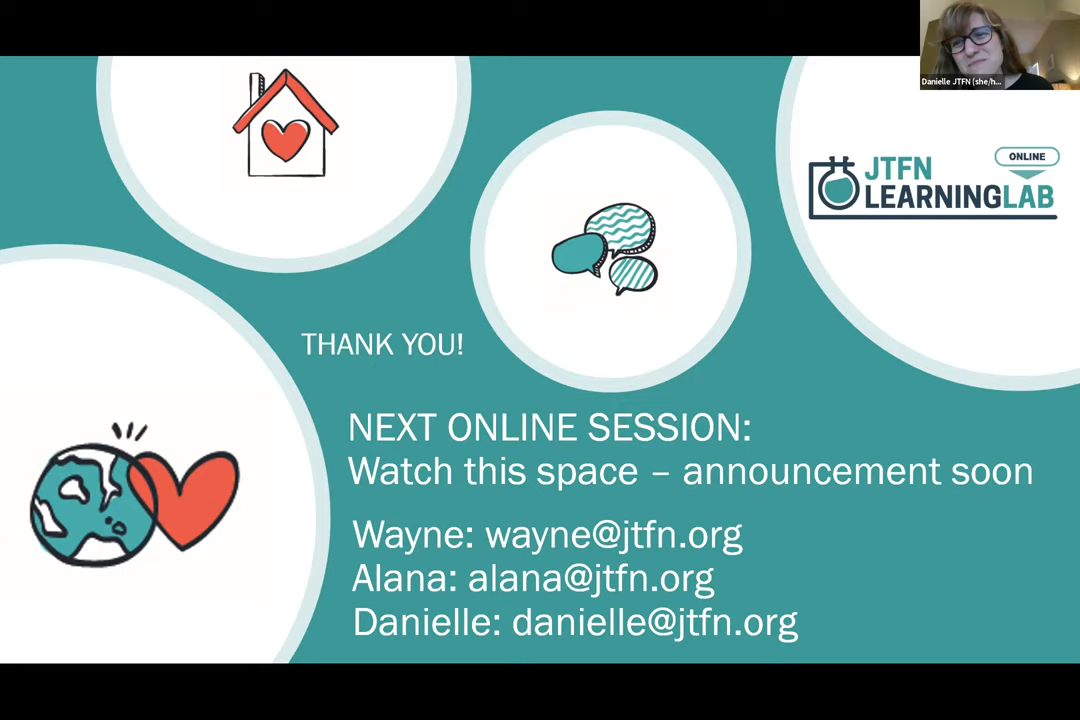 Danielle JTFN (she/h...
ONLINE
JTFN
LEARNINGLAB
THANK YOU!
NEXT ONLINE SESSION:
Watch this space – announcement soon
Wayne: wayne@jtfn.org
Alana: alana@jtfn.org
Danielle: danielle@jtfn.org